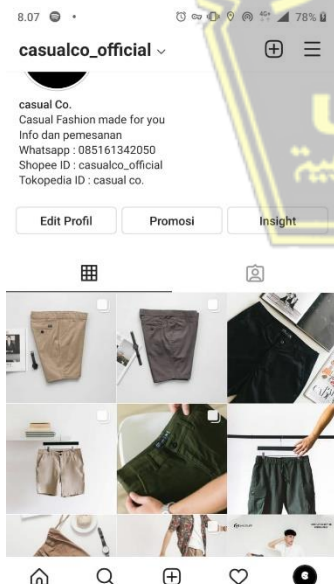 8.07
4G+
78%
casualco_official
casual Co.
Casual Fashion made for you
Info dan pemesanan
Whatsapp : 085161342050
Shopee ID : casualco_official
Tokopedia ID : casual co.
Edit Profil
Promosi
Insight